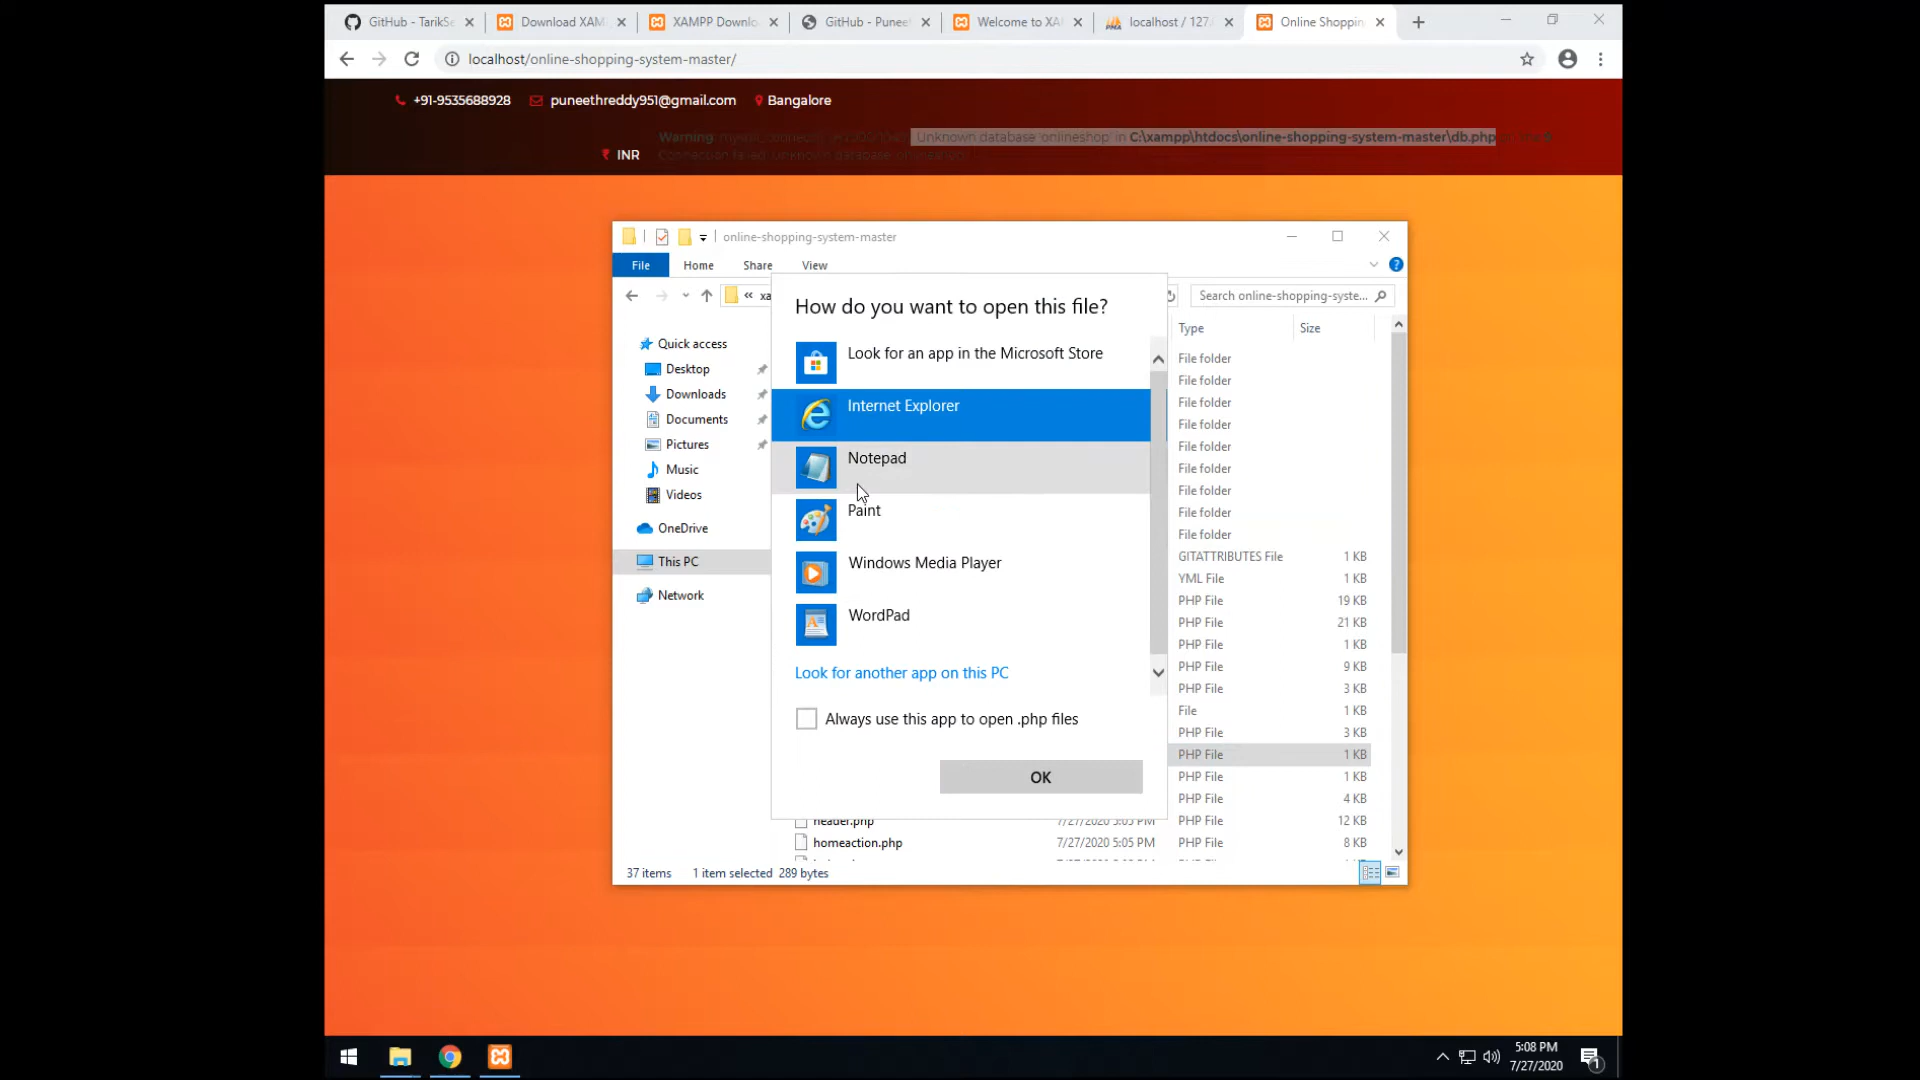 GitHub - TarikSe
Download XAM
XAMPP Downlo
GitHub - Punee
Welcome to XA
localhost / 127.
Online Shoppin
localhost/online-shopping-system-master/
+91-9535688928
puneethreddy951@gmail.com
Bangalore
Warning:
Unknown database 'onlineshop' in C:\xampp\htdocs\online-shopping-system-master\db.php
INR
Connection failed: Unknown database
online-shopping-system-master
File
Home
Share
View
« xa
Search online-shopping-syste...
How do you want to open this file?
Type
Size
Quick access
Desktop
Downloads
Documents
Pictures
Music
Videos
OneDrive
This PC
Network
Look for an app in the Microsoft Store
Internet Explorer
Notepad
Paint
Windows Media Player
WordPad
Look for another app on this PC
Always use this app to open .php files
OK
File folder
File folder
File folder
File folder
File folder
File folder
File folder
File folder
File folder
GITATTRIBUTES File 1 KB
YML File 1 KB
PHP File 19 KB
PHP File 21 KB
PHP File 1 KB
PHP File 9 KB
PHP File 3 KB
File 1 KB
PHP File 3 KB
PHP File 1 KB
PHP File 1 KB
PHP File 4 KB
header.php 7/27/2020 5:05 PM PHP File 12 KB
homeaction.php 7/27/2020 5:05 PM PHP File 8 KB
37 items
1 item selected 289 bytes
5:08 PM
7/27/2020
1